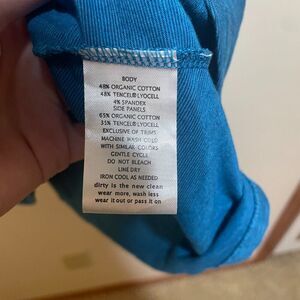 BODY
48% ORGANIC COTTON
48% TENCEL® LYOCELL
4% SPANDEX
SIDE PANELS
65% ORGANIC COTTON
35% TENCEL® LYOCELL
EXCLUSIVE OF TRIMS
MACHINE WASH COLD
WITH SIMILAR COLORS
GENTLE CYCLE
DO NOT BLEACH
LINE DRY
IRON COOL AS NEEDED
dirty is the new clean
wear more, wash less
wear it out or pass it on